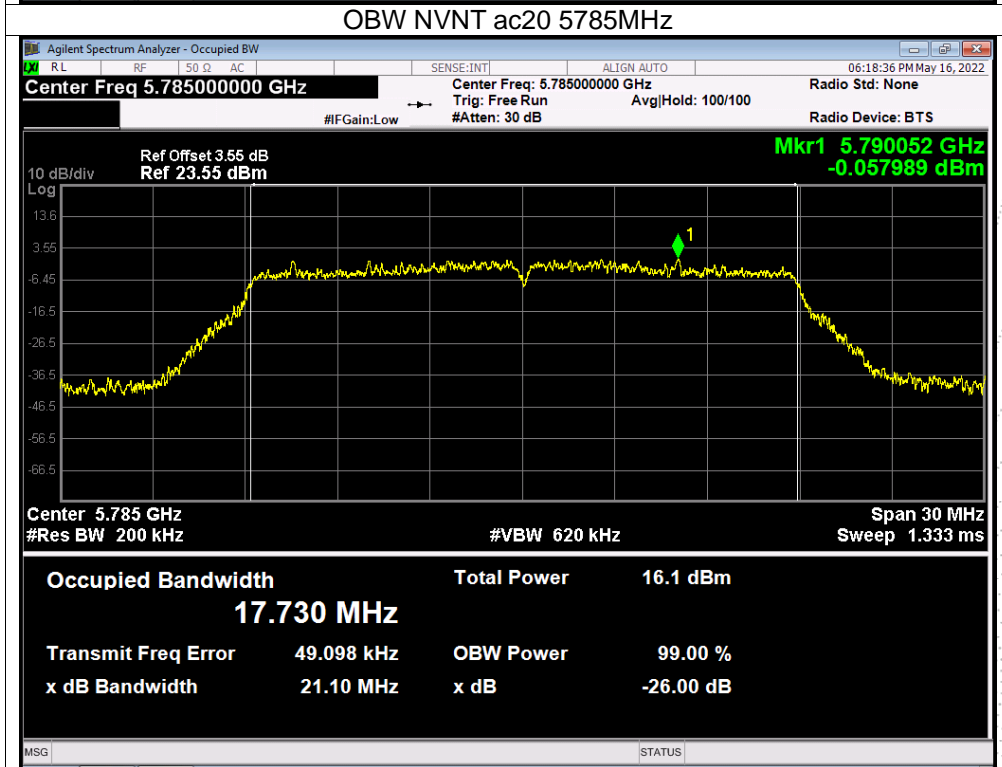 OBW NVNT ac20 5785MHz
Agilent Spectrum Analyzer - Occupied BW
LXI RL RF 50 Ω AC SENSE:INT ALIGN AUTO 06:18:36 PM May 16, 2022
Center Freq 5.785000000 GHz Center Freq: 5.785000000 GHz Radio Std: None
Trig: Free Run Avg|Hold: 100/100
#IFGain:Low #Atten: 30 dB Radio Device: BTS
Mkr1 5.790052 GHz
Ref Offset 3.55 dB
10 dB/div Ref 23.55 dBm -0.057989 dBm
Log
13.6
1
3.55
-6.45
-16.5
-26.5
-36.5
-46.5
-56.5
-66.5
Center 5.785 GHz Span 30 MHz
#Res BW 200 kHz #VBW 620 kHz Sweep 1.333 ms
Occupied Bandwidth Total Power 16.1 dBm
17.730 MHz
Transmit Freq Error 49.098 kHz OBW Power 99.00 %
x dB Bandwidth 21.10 MHz x dB -26.00 dB
MSG STATUS